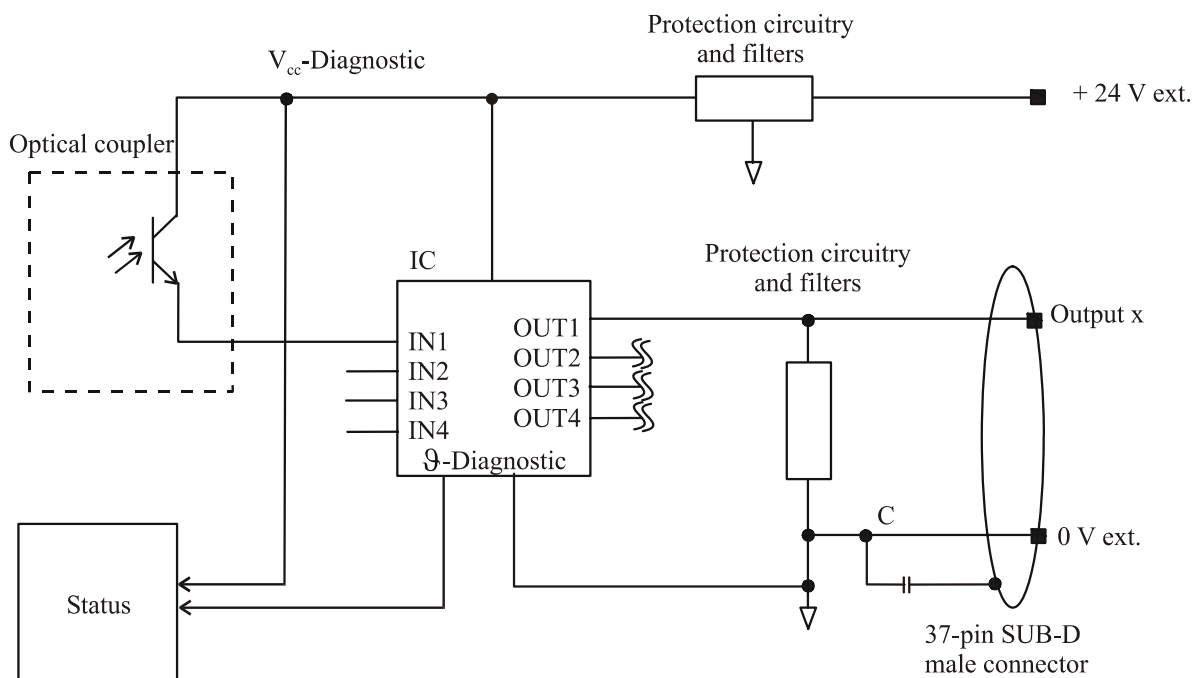 Protection circuitry
and filters
V_cc-Diagnostic
+ 24 V ext.
Optical coupler
Protection circuitry
and filters
IC
OUT1
Output x
IN1
OUT2
IN2
OUT3
IN3
OUT4
IN4
ϑ-Diagnostic
C
0 V ext.
Status
37-pin SUB-D
male connector